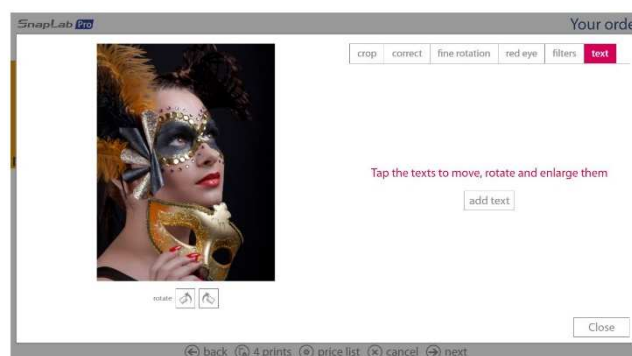 SnapLab Pro
Your orde
crop correct fine rotation red eye filters text
Tap the texts to move, rotate and enlarge them
add text
rotate
Close
back 4 prints price list cancel next